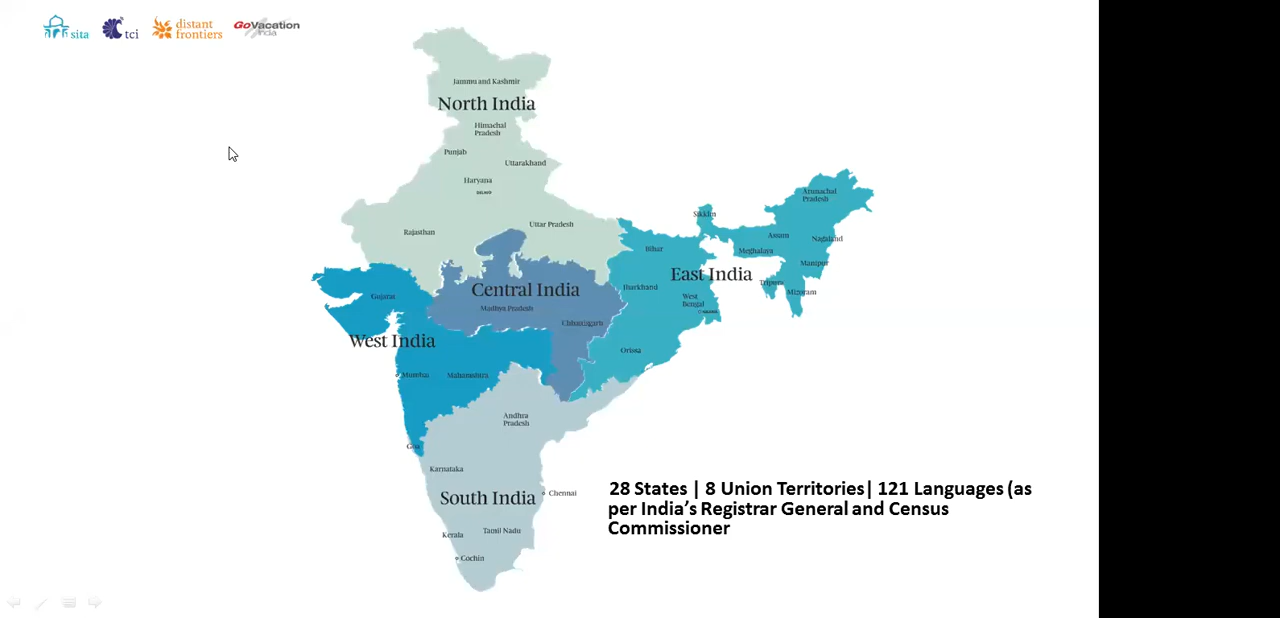 sita
tci
distant
frontiers
GoVacation
India
Jammu and Kashmir
North India
Himachal
Pradesh
Punjab
Uttarakhand
Haryana
DELHI
Rajasthan
Uttar Pradesh
Arunachal
Pradesh
Sikkim
Assam
Nagaland
Bihar
Meghalara
Manipur
East India
Central India
Gujarat
Jharkhand
Tripura
Mizoram
West
Bengal
Madhya Pradesh
Chhattisgarh
West India
Orissa
Mumbai
Maharashtra
Andhra
Pradesh
Goa
Karnataka
South India
Chennai
Tamil Nadu
Kerala
Cochin
28 States | 8 Union Territories| 121 Languages (as
per India’s Registrar General and Census
Commissioner